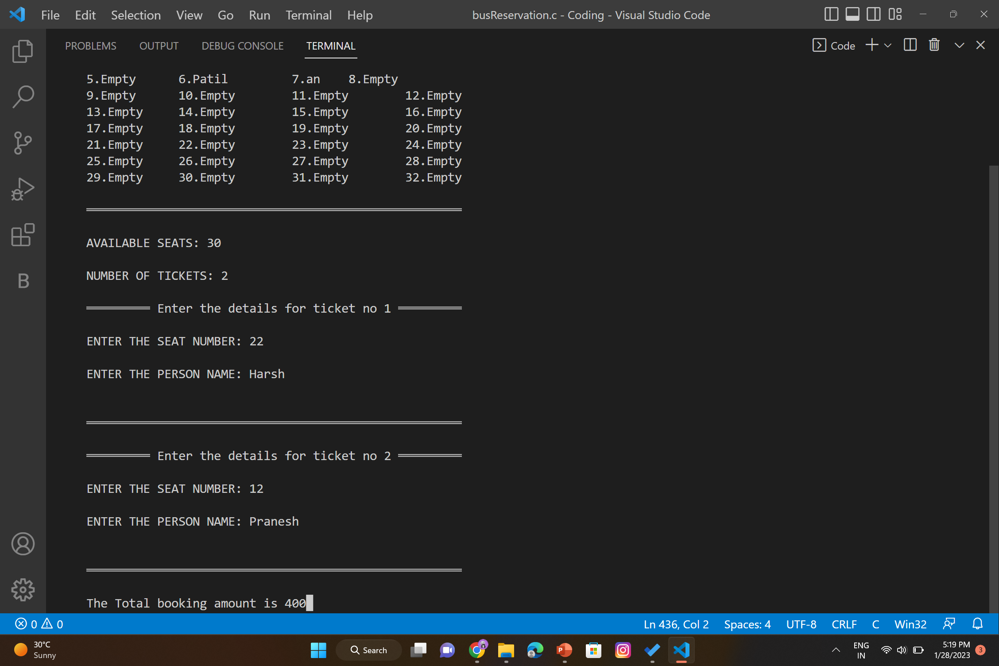 File Edit Selection View Go Run Terminal Help busReservation.c - Coding - Visual Studio Code
PROBLEMS OUTPUT DEBUG CONSOLE TERMINAL Code
5.Empty 6.Patil 7.an 8.Empty
9.Empty 10.Empty 11.Empty 12.Empty
13.Empty 14.Empty 15.Empty 16.Empty
17.Empty 18.Empty 19.Empty 20.Empty
21.Empty 22.Empty 23.Empty 24.Empty
25.Empty 26.Empty 27.Empty 28.Empty
29.Empty 30.Empty 31.Empty 32.Empty
AVAILABLE SEATS: 30
NUMBER OF TICKETS: 2
═════════ Enter the details for ticket no 1 ═════════
ENTER THE SEAT NUMBER: 22
ENTER THE PERSON NAME: Harsh
═════════ Enter the details for ticket no 2 ═════════
ENTER THE SEAT NUMBER: 12
ENTER THE PERSON NAME: Pranesh
The Total booking amount is 400
B
0 0 Ln 436, Col 2 Spaces: 4 UTF-8 CRLF C Win32
30°C
Sunny
Search
P
ENG
IN
5:19 PM
1/28/2023
3